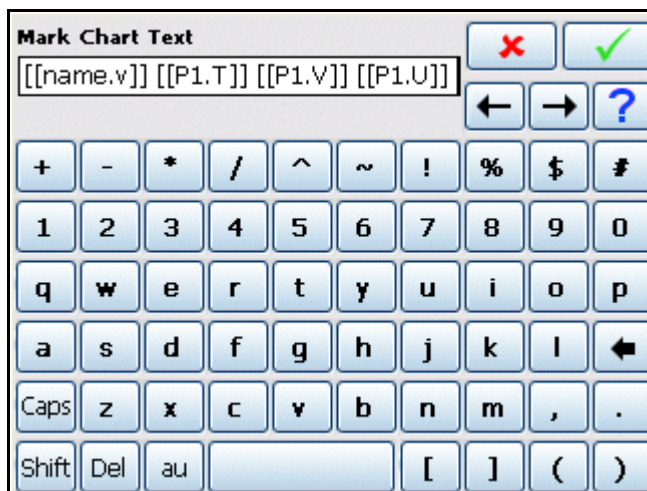 Mark Chart Text
[[name.v]] [[P1.T]] [[P1.V]] [[P1.U]]
?
+ - * / ^ ~ ! % $ #
1 2 3 4 5 6 7 8 9 0
q w e r t y u i o p
a s d f g h j k l
Caps z x c v b n m , .
Shift Del au [ ] ( )